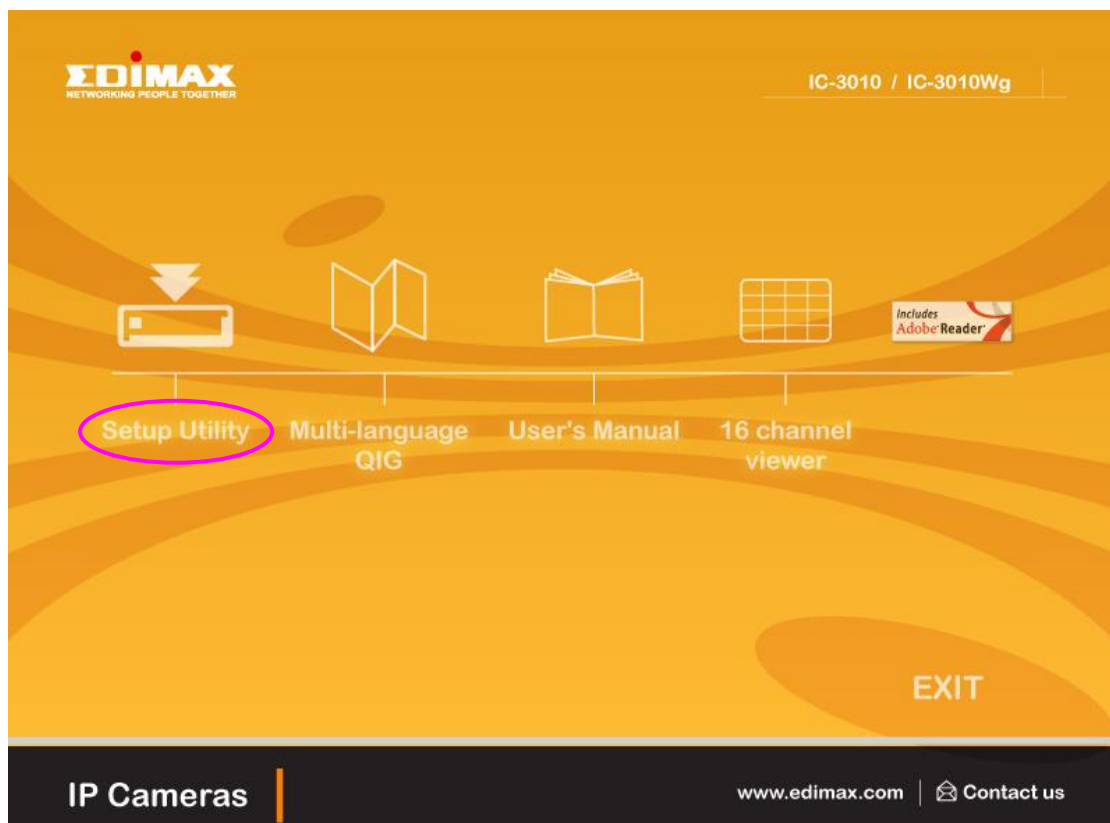 EDIMAX
NETWORKING PEOPLE TOGETHER
IC-3010 / IC-3010Wg
Includes
Adobe Reader
Setup Utility
Multi-language
QIG
User's Manual
16 channel
viewer
EXIT
IP Cameras
www.edimax.com
Contact us